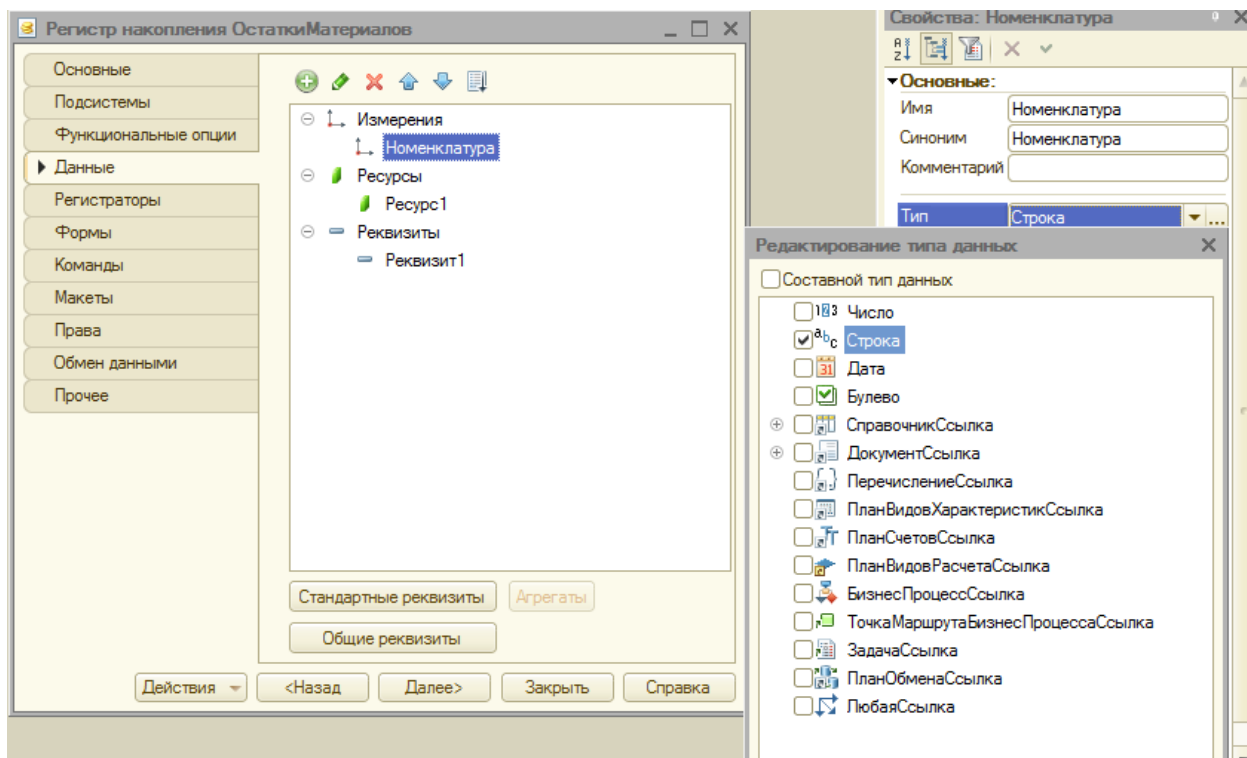 Регистр накопления ОстаткиМатериалов
Основные
Подсистемы
Функциональные опции
Данные
Регистраторы
Формы
Команды
Макеты
Права
Обмен данными
Прочее
Измерения
Номенклатура
Ресурсы
Ресурс1
Реквизиты
Реквизит1
Стандартные реквизиты
Агрегаты
Общие реквизиты
Действия
<Назад
Далее>
Закрыть
Справка
Свойства: Номенклатура
Основные:
Имя Номенклатура
Синоним Номенклатура
Комментарий
Тип Строка ...
Редактирование типа данных
Составной тип данных
Число
Строка
Дата
Булево
СправочникСсылка
ДокументСсылка
ПеречислениеСсылка
ПланВидовХарактеристикСсылка
ПланСчетовСсылка
ПланВидовРасчетаСсылка
БизнесПроцессСсылка
ТочкаМаршрутаБизнесПроцессаСсылка
ЗадачаСсылка
ПланОбменаСсылка
ЛюбаяСсылка